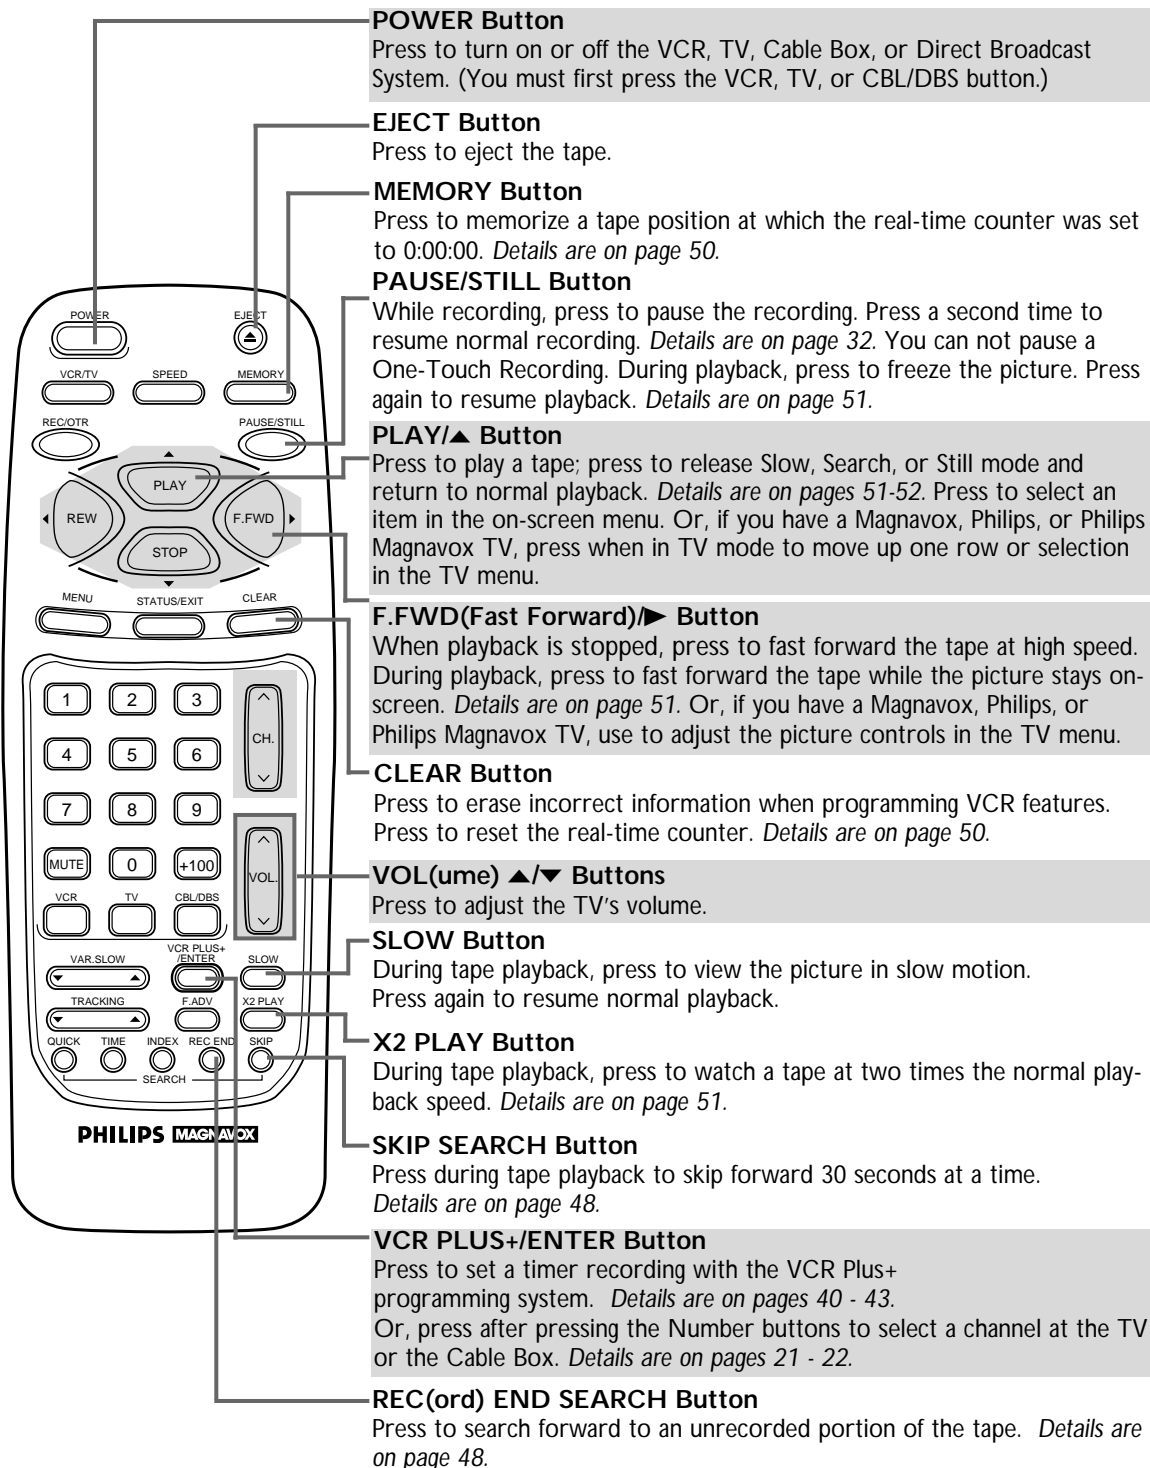 POWER Button
Press to turn on or off the VCR, TV, Cable Box, or Direct Broadcast
System. (You must first press the VCR, TV, or CBL/DBS button.)
EJECT Button
Press to eject the tape.
MEMORY Button
Press to memorize a tape position at which the real-time counter was set
to 0:00:00. Details are on page 50.
PAUSE/STILL Button
While recording, press to pause the recording. Press a second time to
resume normal recording. Details are on page 32. You can not pause a
One-Touch Recording. During playback, press to freeze the picture. Press
again to resume playback. Details are on page 51.
PLAY/▲ Button
Press to play a tape; press to release Slow, Search, or Still mode and
return to normal playback. Details are on pages 51-52. Press to select an
item in the on-screen menu. Or, if you have a Magnavox, Philips, or Philips
Magnavox TV, press when in TV mode to move up one row or selection
in the TV menu.
F.FWD(Fast Forward)/▶ Button
When playback is stopped, press to fast forward the tape at high speed.
During playback, press to fast forward the tape while the picture stays on-
screen. Details are on page 51. Or, if you have a Magnavox, Philips, or
Philips Magnavox TV, use to adjust the picture controls in the TV menu.
CLEAR Button
Press to erase incorrect information when programming VCR features.
Press to reset the real-time counter. Details are on page 50.
VOL(ume) ▲/▼ Buttons
Press to adjust the TV's volume.
SLOW Button
During tape playback, press to view the picture in slow motion.
Press again to resume normal playback.
X2 PLAY Button
During tape playback, press to watch a tape at two times the normal play-
back speed. Details are on page 51.
SKIP SEARCH Button
Press during tape playback to skip forward 30 seconds at a time.
Details are on page 48.
VCR PLUS+/ENTER Button
Press to set a timer recording with the VCR Plus+
programming system. Details are on pages 40 - 43.
Or, press after pressing the Number buttons to select a channel at the TV
or the Cable Box. Details are on pages 21 - 22.
REC(ord) END SEARCH Button
Press to search forward to an unrecorded portion of the tape. Details are
on page 48.
POWER EJECT
VCR/TV SPEED MEMORY
REC/OTR PAUSE/STILL
PLAY
REW F.FWD
STOP
MENU STATUS/EXIT CLEAR
1 2 3
CH.
4 5 6
7 8 9
MUTE 0 +100 VOL.
VCR TV CBL/DBS
VAR.SLOW VCR PLUS+ /ENTER SLOW
TRACKING F.ADV X2 PLAY
QUICK TIME INDEX REC END SKIP
SEARCH
PHILIPS MAGNAVOX